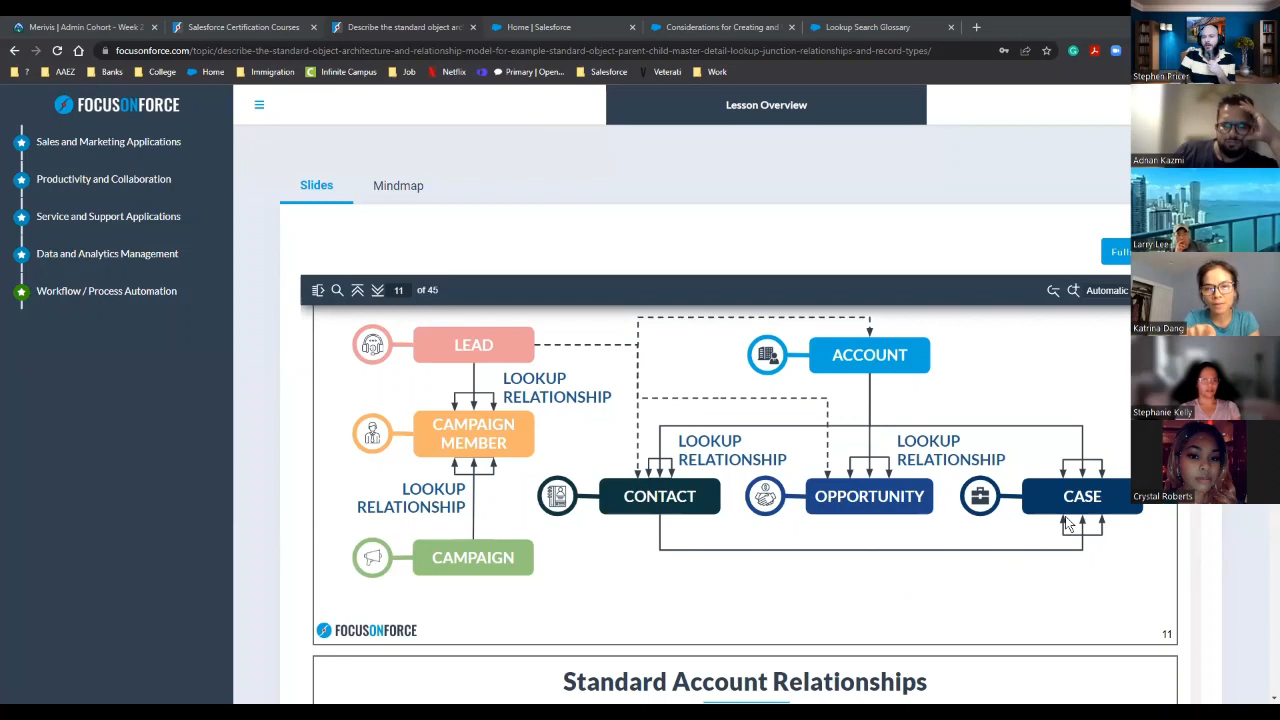 Merivis | Admin Cohort - Week 2
Salesforce Certification Courses
Describe the standard object arc
Home | Salesforce
Considerations for Creating and
Lookup Search Glossary
focusonforce.com/topic/describe-the-standard-object-architecture-and-relationship-model-for-example-standard-object-parent-child-master-detail-lookup-junction-relationships-and-record-types/
?
AAEZ
Banks
College
Home
Immigration
Infinite Campus
Job
Netflix
Primary | Open...
Salesforce
Veterati
Work
FOCUSONFORCE
Lesson Overview
Sales and Marketing Applications
Productivity and Collaboration
Service and Support Applications
Data and Analytics Management
Workflow / Process Automation
Slides
Mindmap
Fulls
11 of 45
Automatic
LEAD
ACCOUNT
LOOKUP
RELATIONSHIP
CAMPAIGN
MEMBER
LOOKUP
RELATIONSHIP
LOOKUP
RELATIONSHIP
LOOKUP
RELATIONSHIP
CONTACT
OPPORTUNITY
CASE
CAMPAIGN
FOCUSONFORCE
11
Standard Account Relationships
Stephen Pricer
Adnan Kazmi
Larry Lee
Katrina Dang
Stephanie Kelly
Crystal Roberts